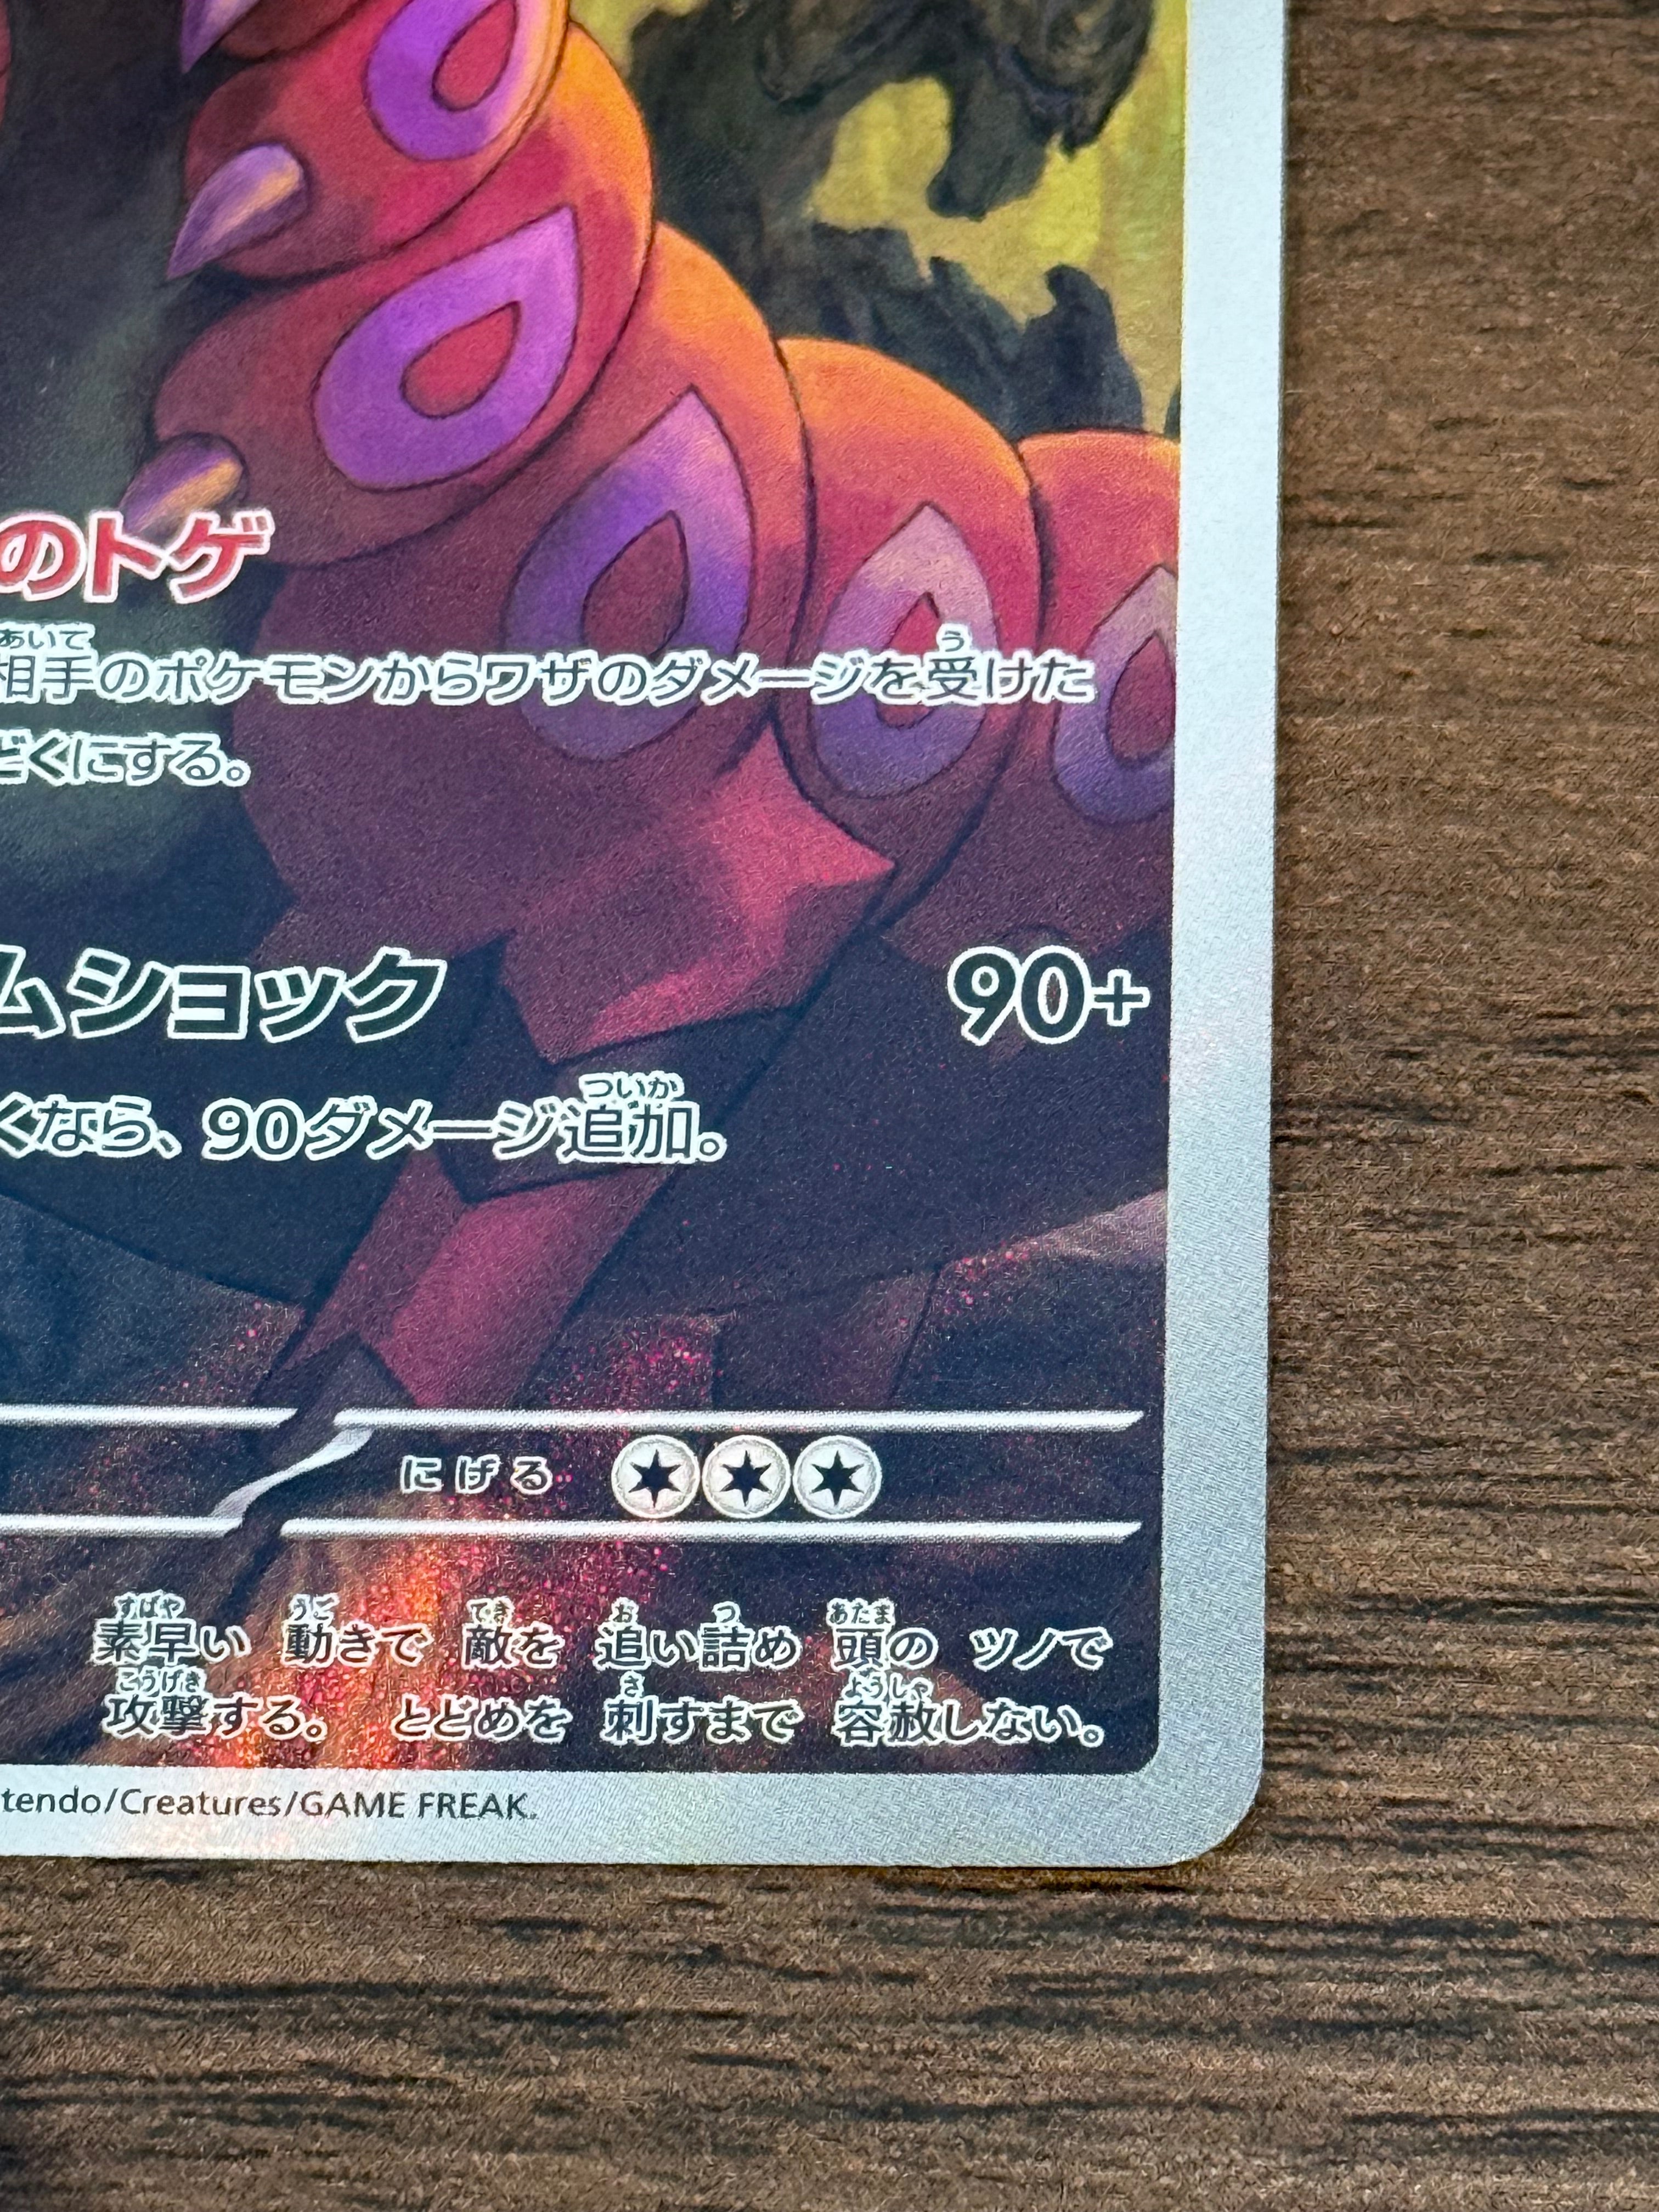 のトゲ
相手のポケモンからワザのダメージを受けた
どくにする。
ムショック 90+
くなら、90ダメージ追加。
にげる
素早い 動きで 敵を 追い詰め 頭の ツノで
攻撃する。 とどめを 刺すまで 容赦しない。
tendo/Creatures/GAME FREAK.